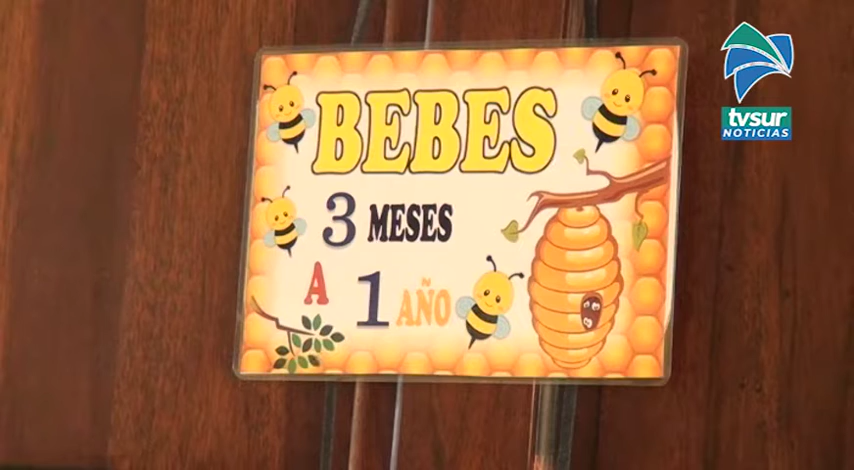 BEBES
3 MESES
A 1 AÑO
tvsur
NOTICIAS